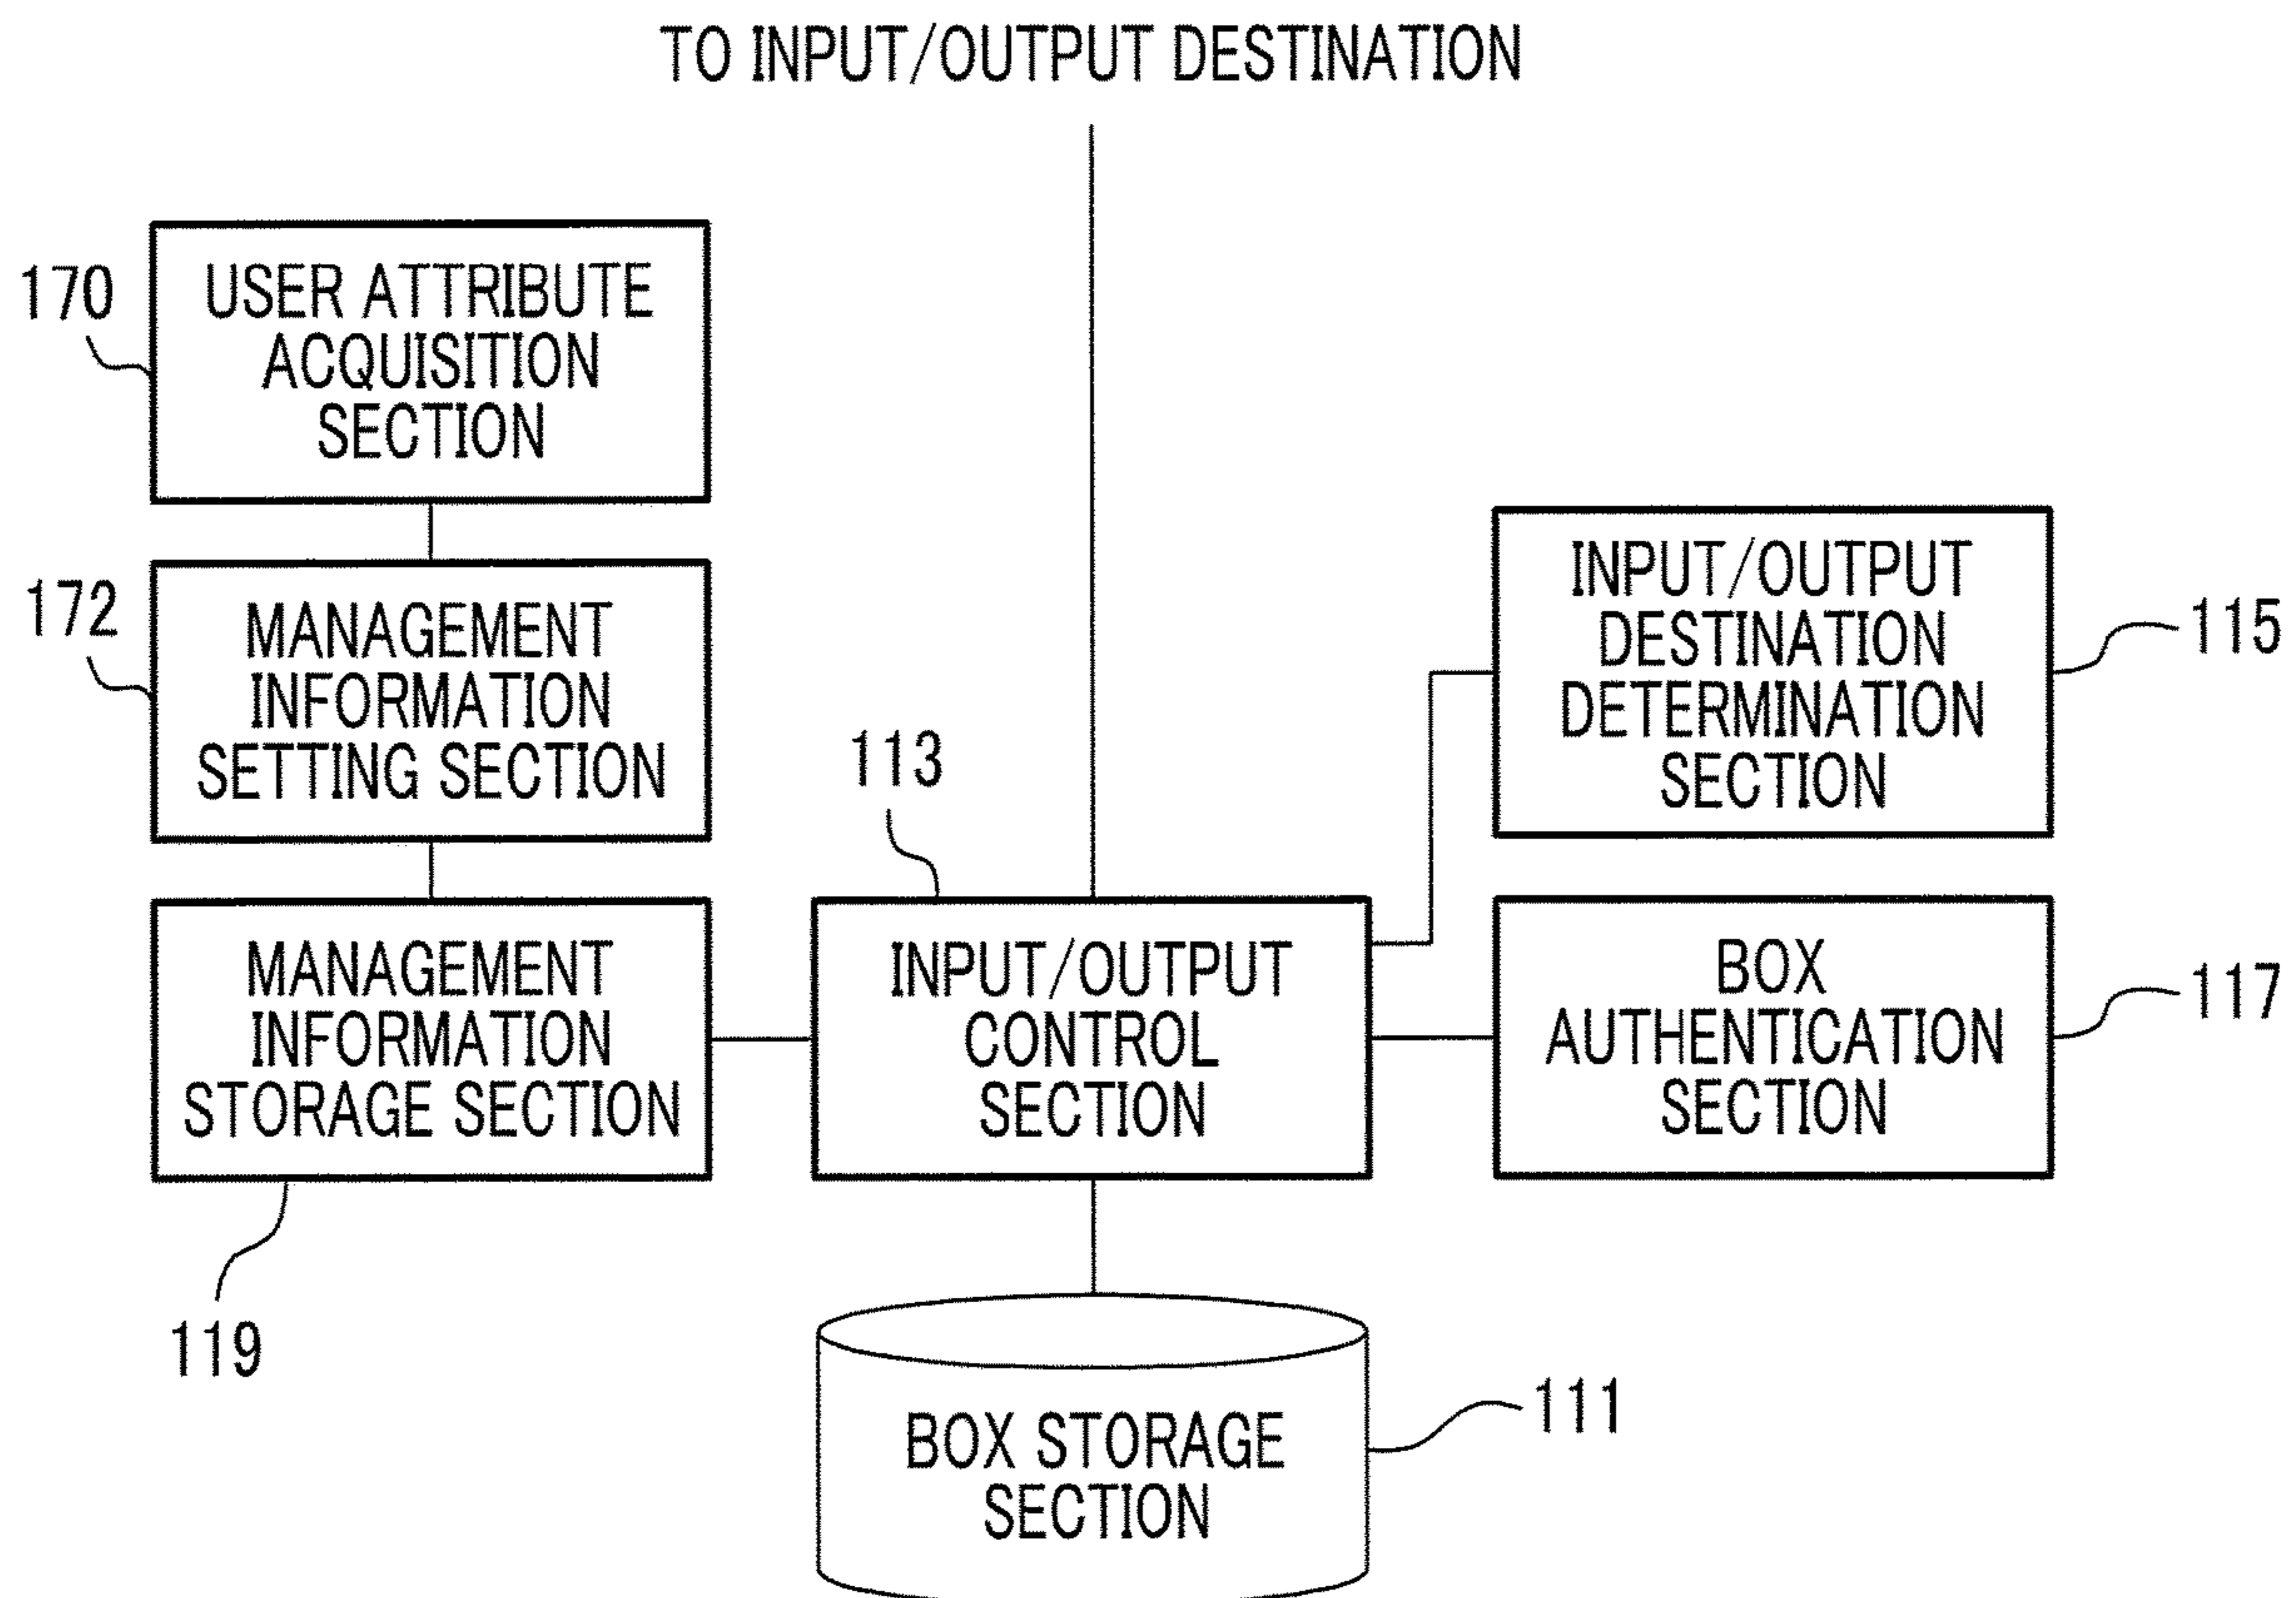 TO INPUT/OUTPUT DESTINATION
170
USER ATTRIBUTE
ACQUISITION
SECTION
172
MANAGEMENT
INFORMATION
SETTING SECTION
INPUT/OUTPUT
DESTINATION
DETERMINATION
SECTION
115
113
MANAGEMENT
INFORMATION
STORAGE SECTION
119
INPUT/OUTPUT
CONTROL
SECTION
BOX
AUTHENTICATION
SECTION
117
BOX STORAGE
SECTION
111